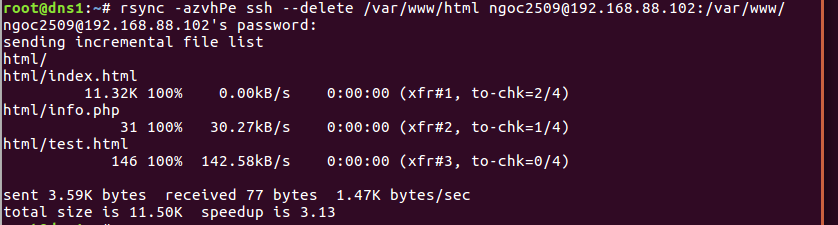 root@dns1:~# rsync -azvhPe ssh --delete /var/www/html ngoc2509@192.168.88.102:/var/www/
ngoc2509@192.168.88.102's password:
sending incremental file list
html/
html/index.html
11.32K 100% 0.00kB/s 0:00:00 (xfr#1, to-chk=2/4)
html/info.php
31 100% 30.27kB/s 0:00:00 (xfr#2, to-chk=1/4)
html/test.html
146 100% 142.58kB/s 0:00:00 (xfr#3, to-chk=0/4)
sent 3.59K bytes received 77 bytes 1.47K bytes/sec
total size is 11.50K speedup is 3.13